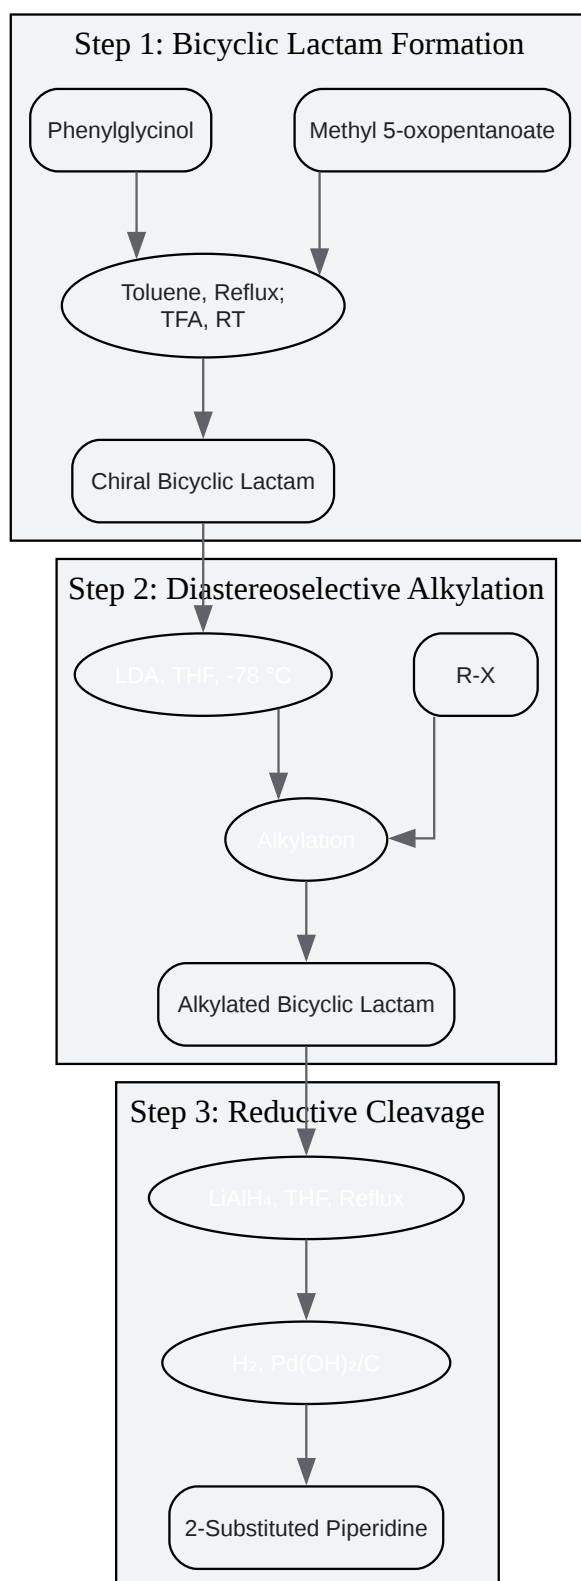 Step 1: Bicyclic Lactam Formation
Phenylglycinol
Methyl 5-oxopentanoate
Toluene, Reflux;
TFA, RT
Chiral Bicyclic Lactam
Step 2: Diastereoselective Alkylation
LDA, THF, -78 °C
R-X
Alkylation
Alkylated Bicyclic Lactam
Step 3: Reductive Cleavage
LiAlH₄, THF, Reflux
H₂, Pd(OH)₂/C
2-Substituted Piperidine